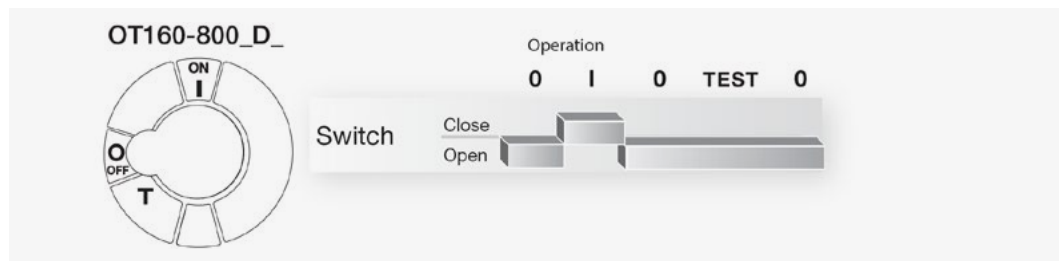 OT160-800_D_
ON
I
O
OFF
T
Operation
0 I 0 TEST 0
Switch
Close
Open